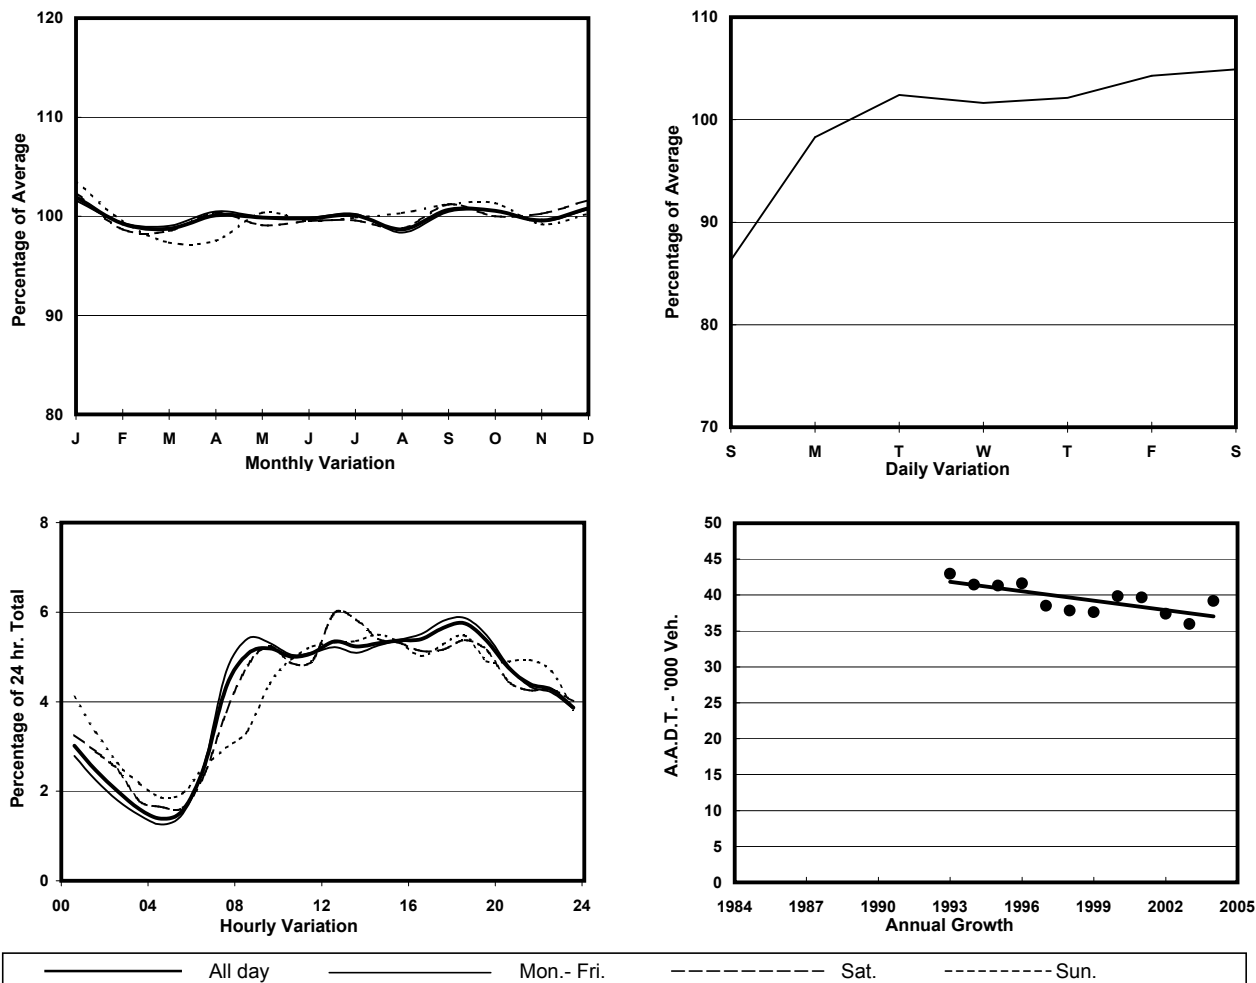 120
110
100
90
80
Percentage of Average
J F M A M J J A S O N D
Monthly Variation
110
100
90
80
70
Percentage of Average
S M T W T F S
Daily Variation
8
6
4
2
0
Percentage of 24 hr. Total
00 04 08 12 16 20 24
Hourly Variation
50
45
40
35
30
25
20
15
10
5
0
A.A.D.T. - '000 Veh.
1984 1987 1990 1993 1996 1999 2002 2005
Annual Growth
All day Mon.- Fri. Sat. Sun.